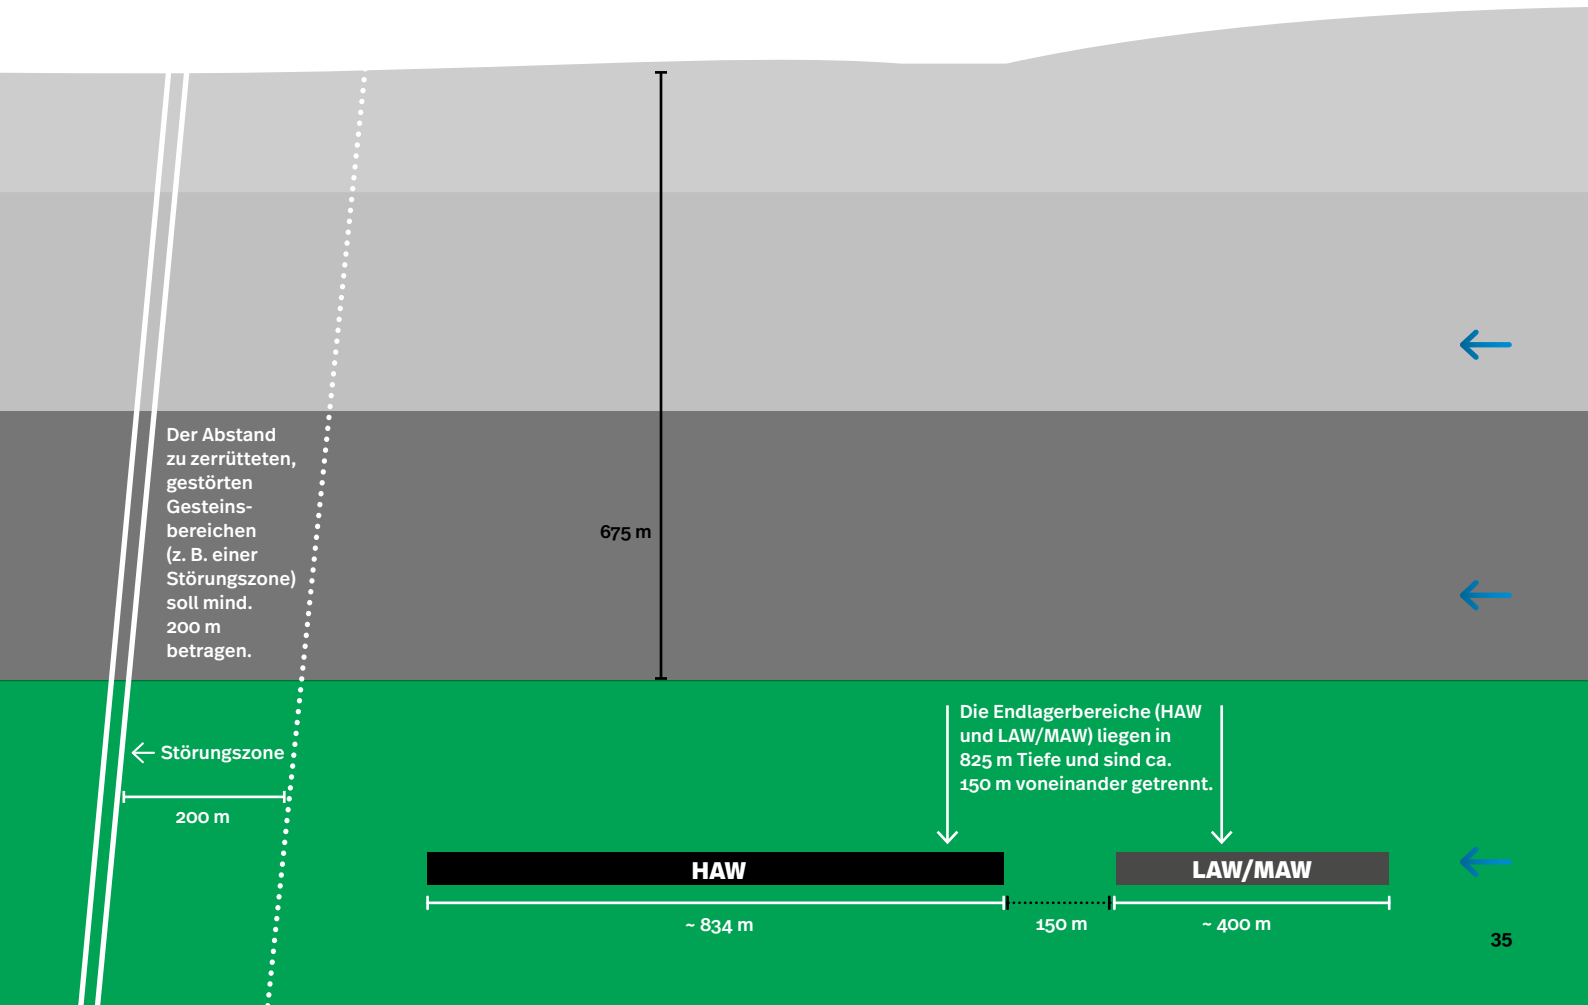 Der Abstand
zu zerrütteten,
gestörten
Gesteins-
bereichen
(z. B. einer
Störungszone)
soll mind.
200 m
betragen.
675 m
Störungszone
200 m
Die Endlagerbereiche (HAW
und LAW/MAW) liegen in
825 m Tiefe und sind ca.
150 m voneinander getrennt.
HAW
LAW/MAW
~ 834 m
150 m
~ 400 m
35